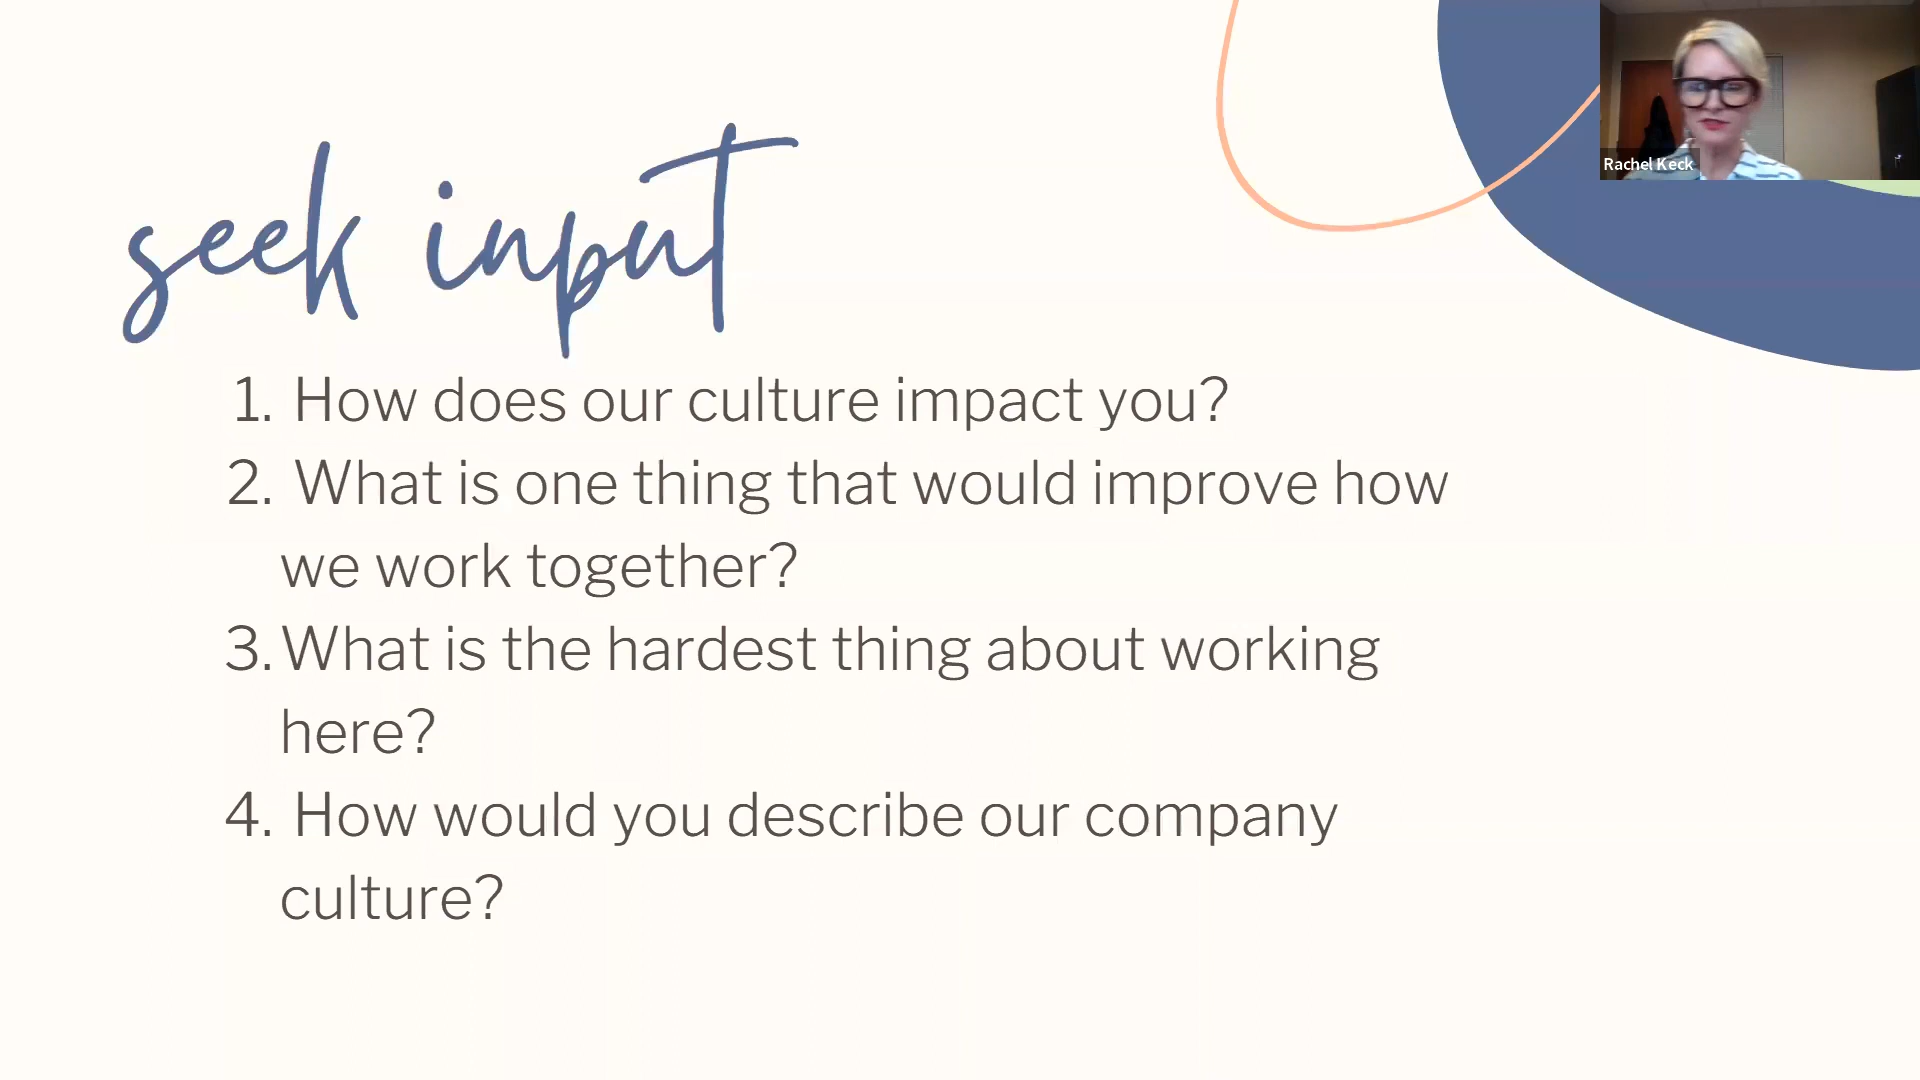 seek input
1. How does our culture impact you?
2. What is one thing that would improve how
we work together?
3. What is the hardest thing about working
here?
4. How would you describe our company
culture?
Rachel Keck